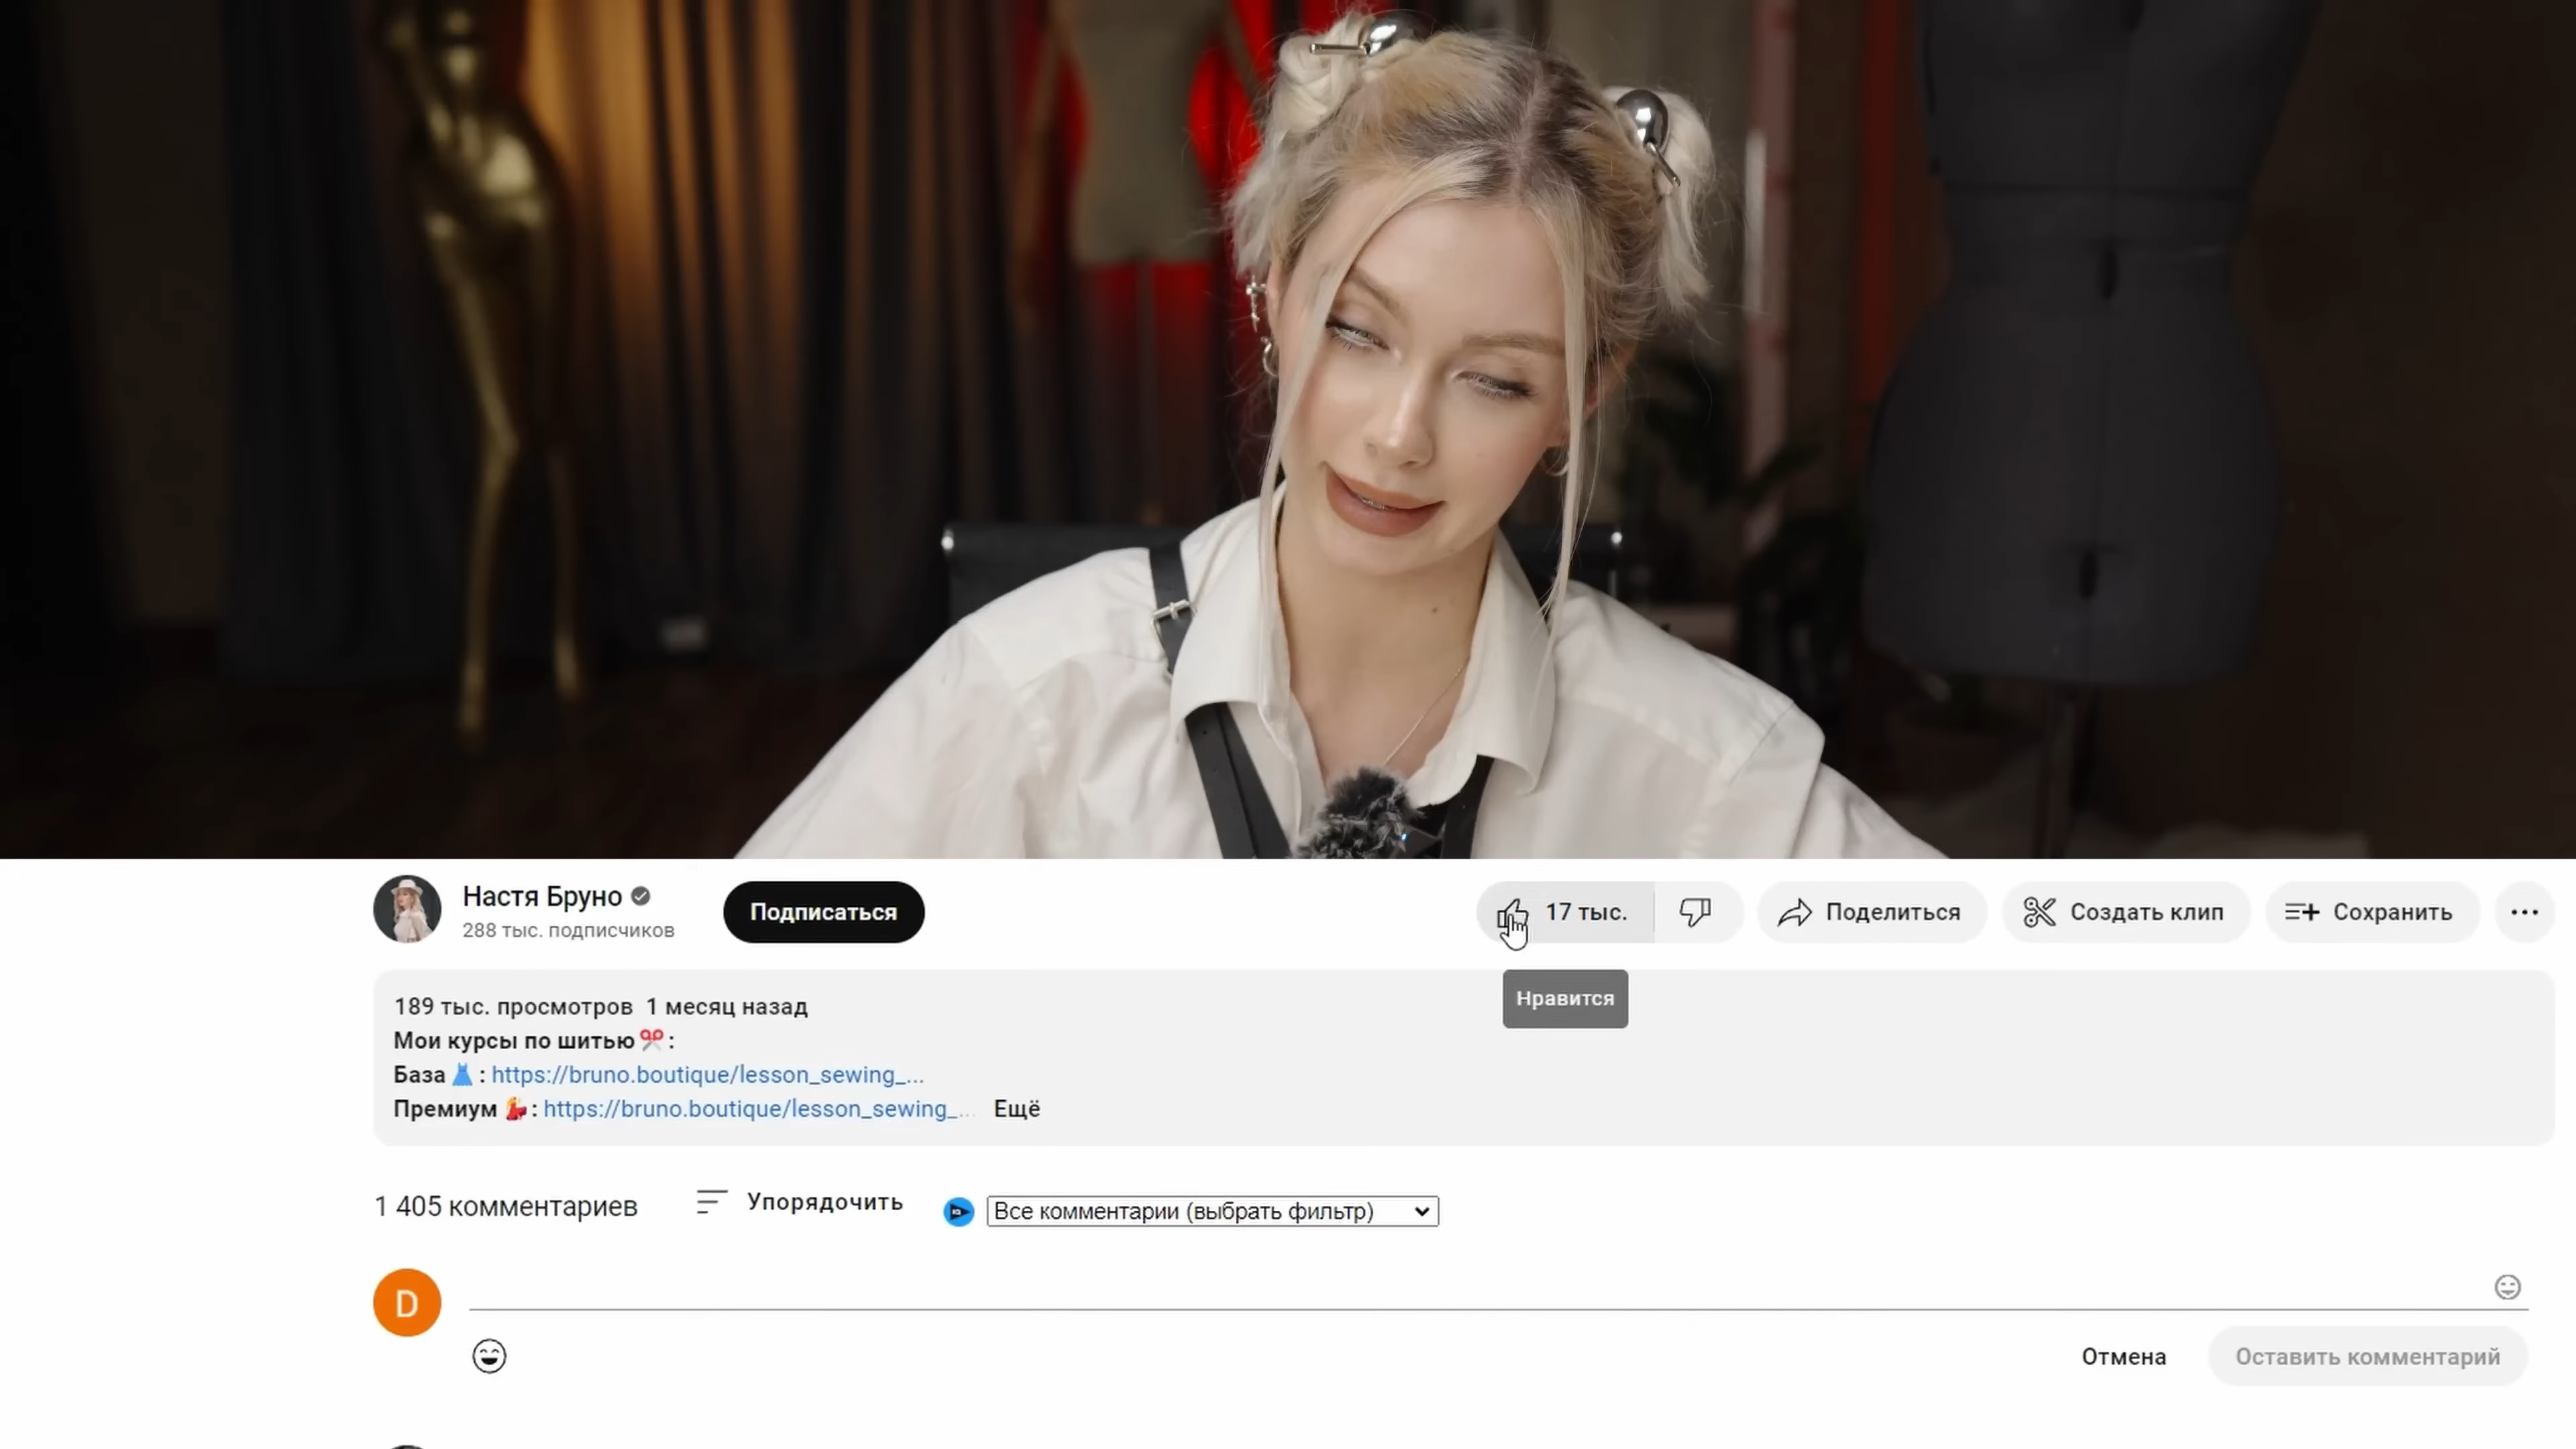 Настя Бруно
288 тыс. подписчиков
Подписаться
17 тыс.
Поделиться
Создать клип
Сохранить
Нравится
189 тыс. просмотров 1 месяц назад
Мои курсы по шитью✂️:
База👗: https://bruno.boutique/lesson_sewing_...
Премиум💃: https://bruno.boutique/lesson_sewing_... Ещё
1 405 комментариев
Упорядочить
Все комментарии (выбрать фильтр)
D
Отмена
Оставить комментарий